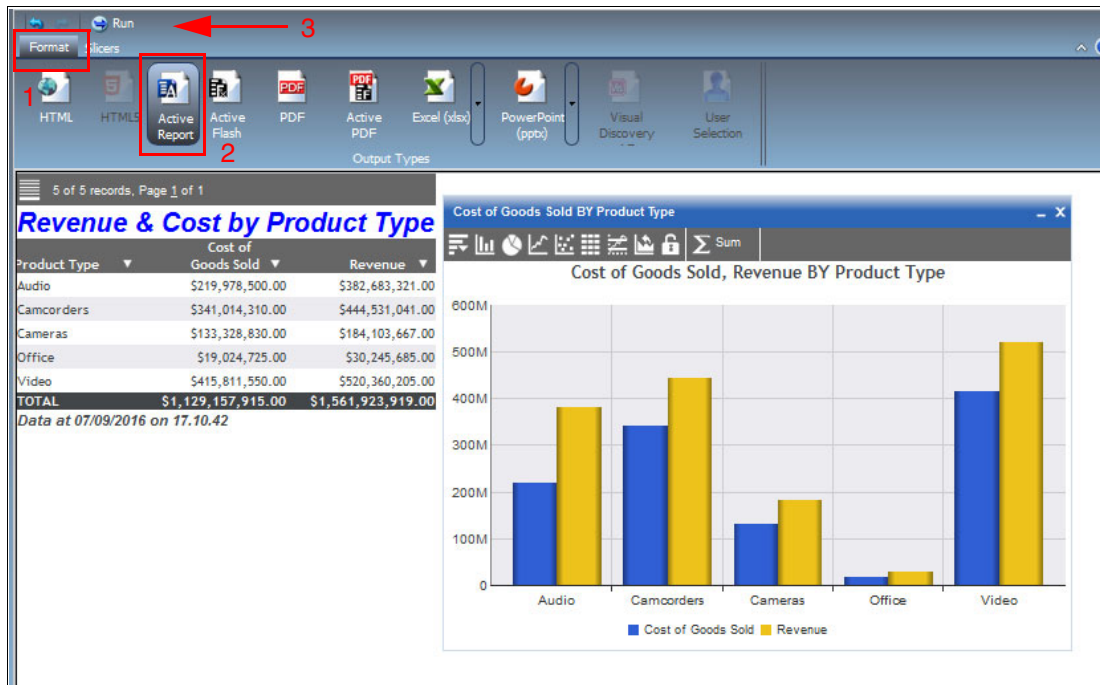 Run
3
Format Slicers
1
HTML HTML5 Active Report Active Flash PDF Active PDF Excel (xlsx) PowerPoint (pptx) Visual Discovery User Selection
2
Output Types
5 of 5 records, Page 1 of 1
Revenue & Cost by Product Type
Product Type Cost of Goods Sold Revenue
Audio $219,978,500.00 $382,683,321.00
Camcorders $341,014,310.00 $444,531,041.00
Cameras $133,328,830.00 $184,103,667.00
Office $19,024,725.00 $30,245,685.00
Video $415,811,550.00 $520,360,205.00
TOTAL $1,129,157,915.00 $1,561,923,919.00
Data at 07/09/2016 on 17.10.42
Cost of Goods Sold BY Product Type
Sum
Cost of Goods Sold, Revenue BY Product Type
600M
500M
400M
300M
200M
100M
0
Audio Camcorders Cameras Office Video
Cost of Goods Sold Revenue